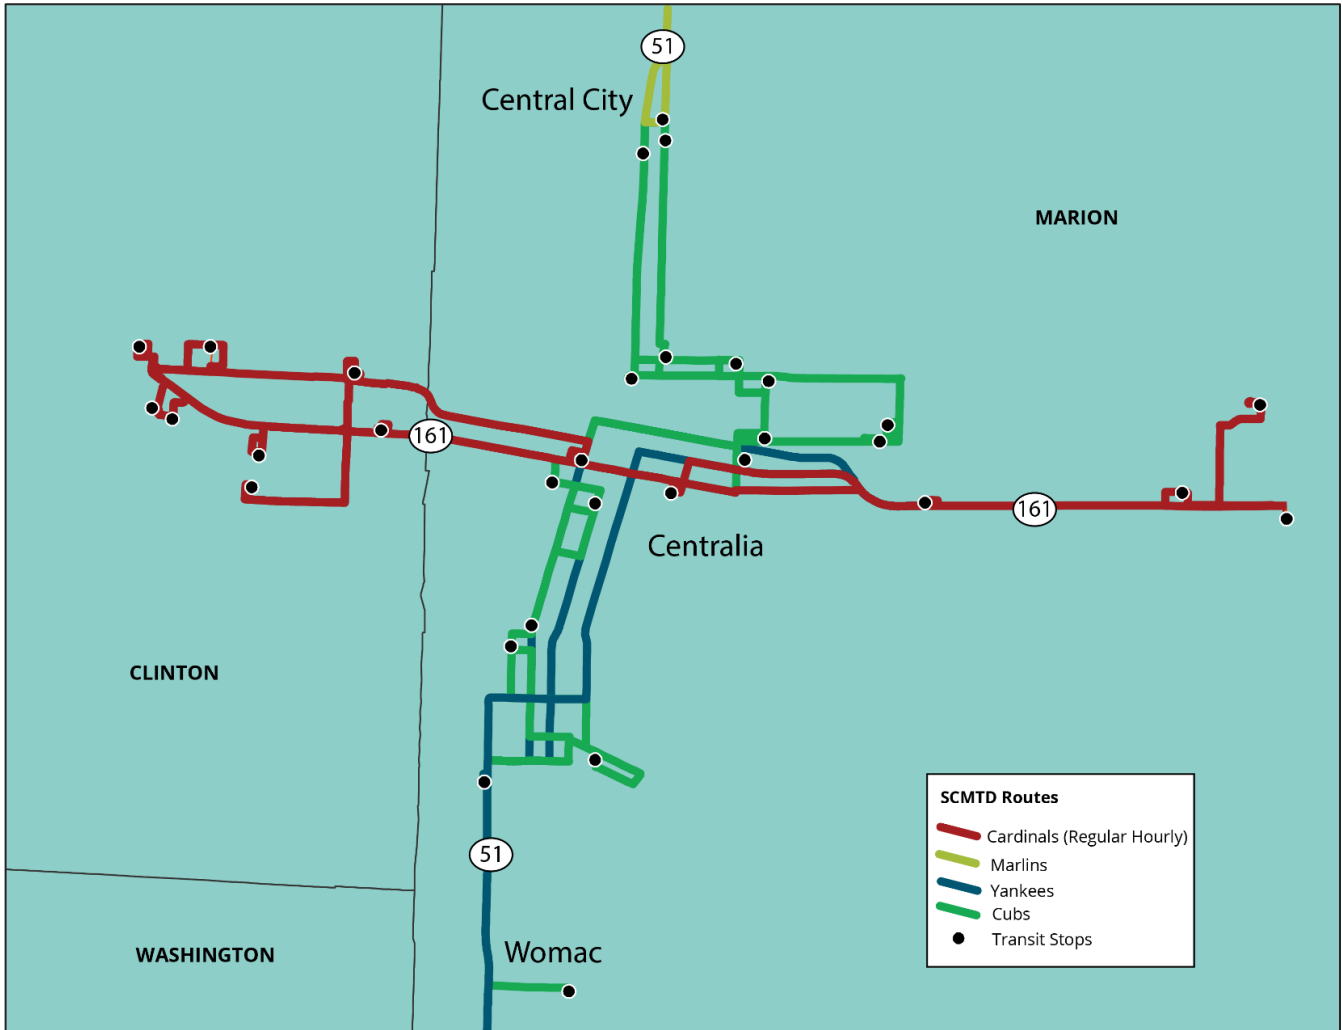 51
Central City
MARION
161
161
Centralia
CLINTON
51
WASHINGTON
Womac
SCMTD Routes
Cardinals (Regular Hourly)
Marlins
Yankees
Cubs
Transit Stops